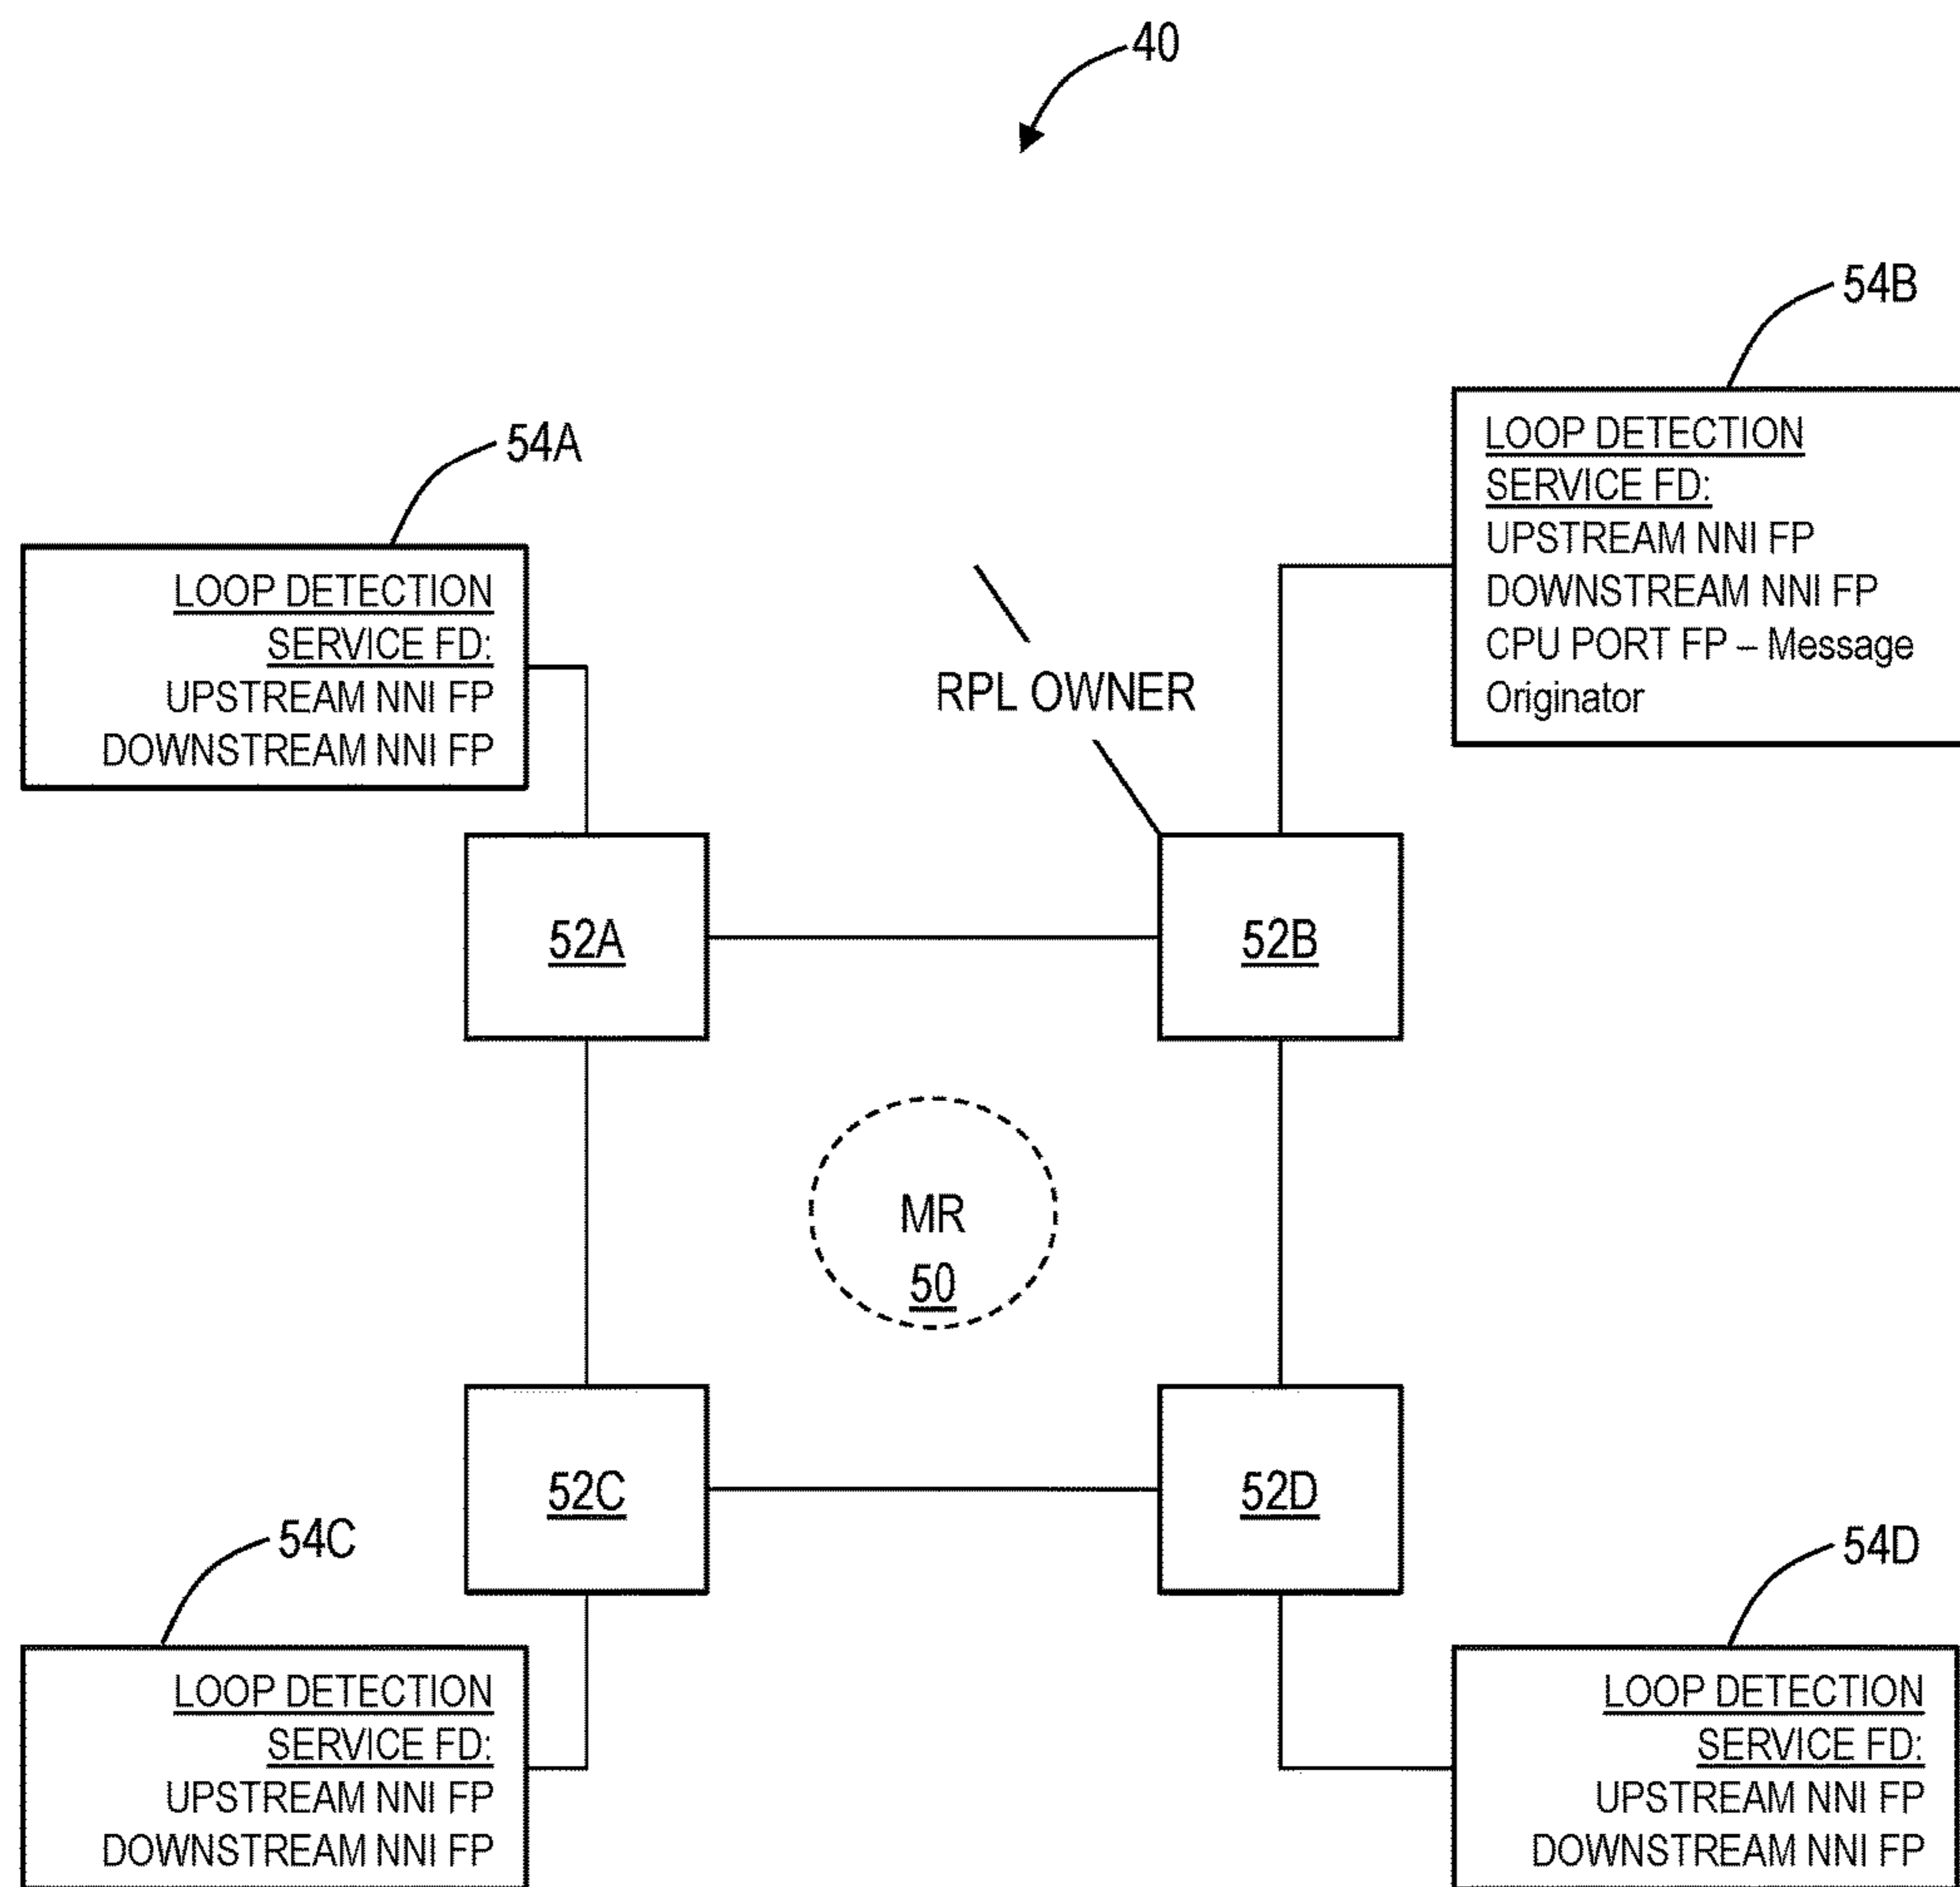 40
54B
LOOP DETECTION
SERVICE FD:
UPSTREAM NNI FP
DOWNSTREAM NNI FP
CPU PORT FP – Message
Originator
54A
LOOP DETECTION
SERVICE FD:
UPSTREAM NNI FP
DOWNSTREAM NNI FP
RPL OWNER
52A
52B
MR
50
52C
52D
54C
LOOP DETECTION
SERVICE FD:
UPSTREAM NNI FP
DOWNSTREAM NNI FP
54D
LOOP DETECTION
SERVICE FD:
UPSTREAM NNI FP
DOWNSTREAM NNI FP